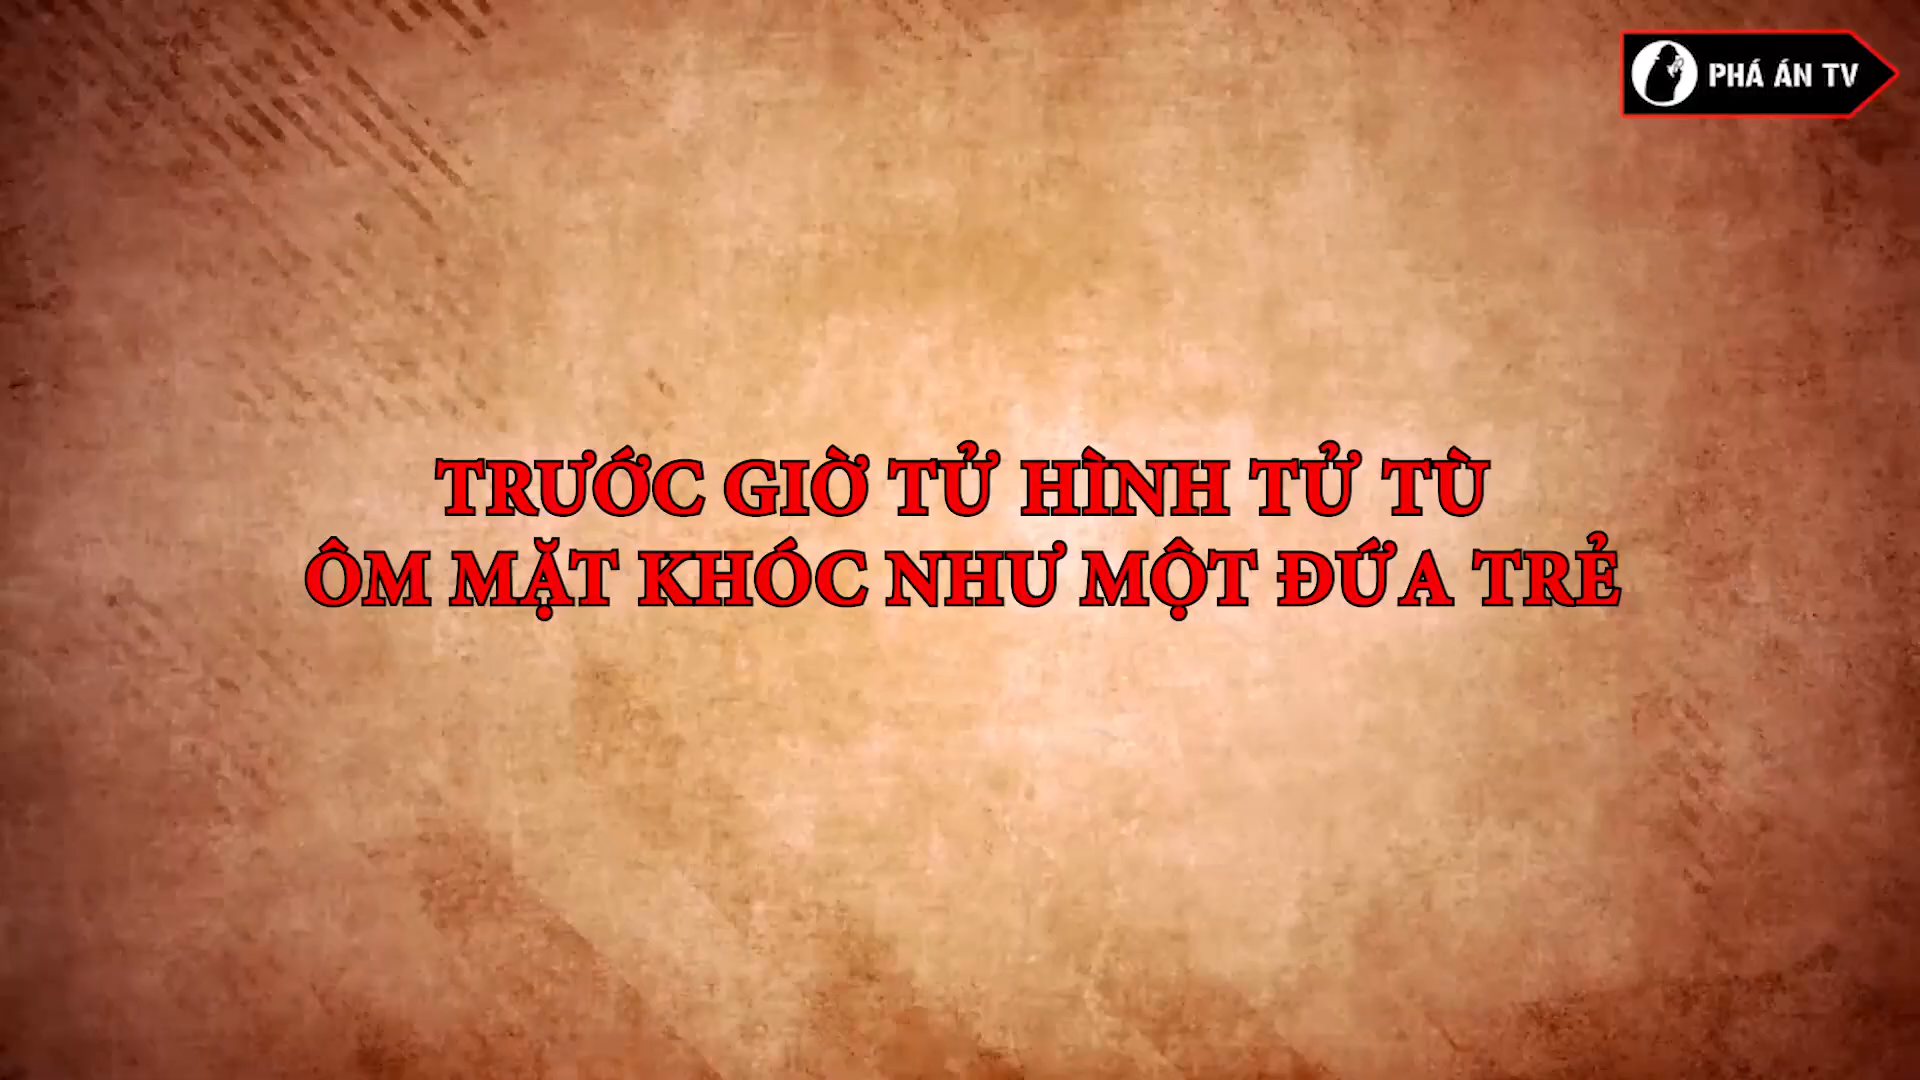 PHÁ ÁN TV
TRƯỚC GIỜ TỬ HÌNH TỬ TÙ
ÔM MẶT KHÓC NHƯ MỘT ĐỨA TRẺ